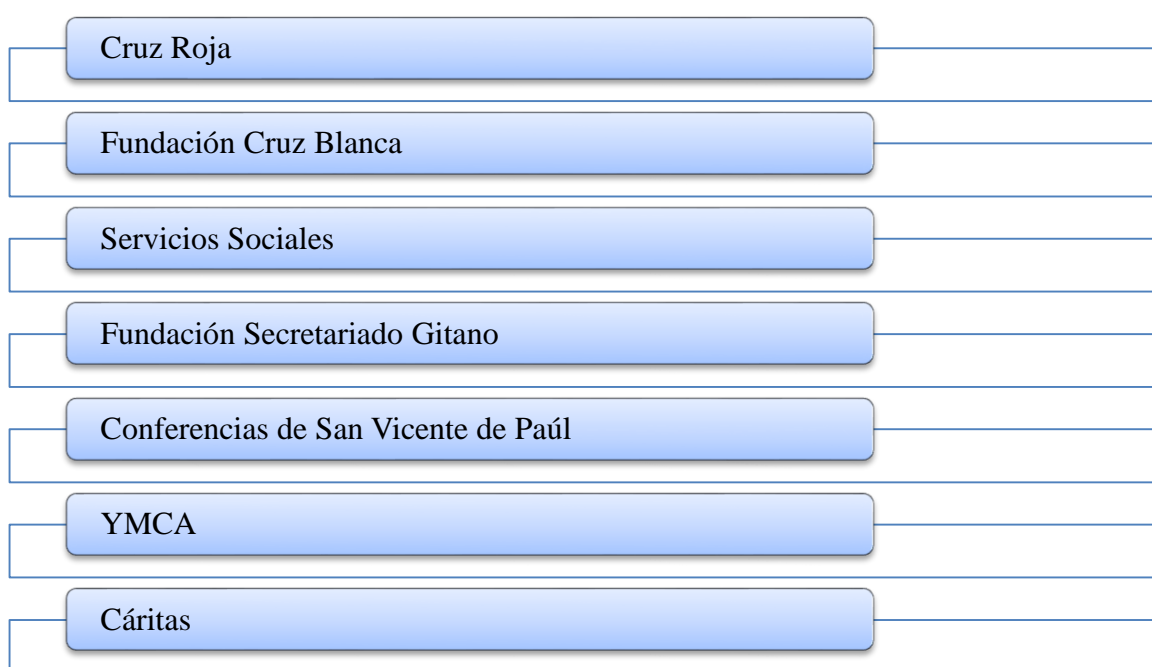 Cruz Roja
Fundación Cruz Blanca
Servicios Sociales
Fundación Secretariado Gitano
Conferencias de San Vicente de Paúl
YMCA
Cáritas